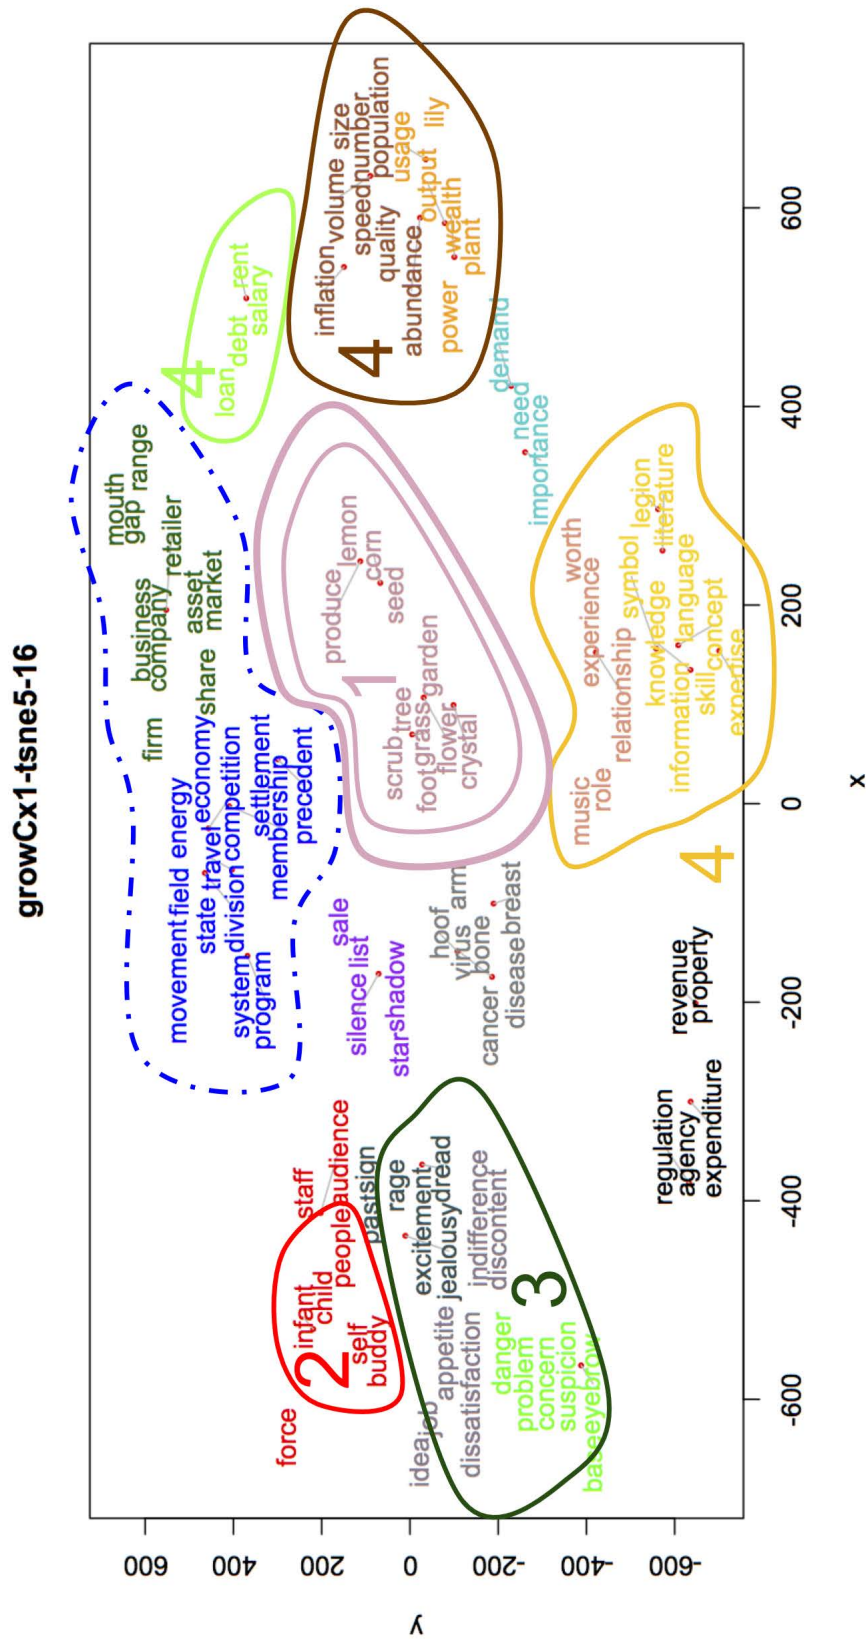 growCx1-tsne5-16
y
600
400
200
0
-200
-400
-600
x
-600
-400
-200
0
200
400
600
mouth
gap range
retailer
business
company
asset
market
share
firm
economy
competition
settlement
membership
precedent
movement field energy
state travel
division
system
program
4
loan debt rent
salary
4
inflation volume size
speed number
population
quality
abundance
usage
lily
output
wealth
plant
power
demand
need
importance
1
produce lemon
corn
seed
scrub tree
foot grass garden
flower
crystal
sale
silence list
star shadow
hoof
virus
bone
arm
cancer
disease breast
staff
audience
people
force
2
infant
child
self
buddy
past sign
rage
excitement
dread
jealousy
indifference
discontent
3
idea job
appetite
dissatisfaction
danger
problem
concern
suspicion
base eyebrow
music
role
relationship
experience
worth
symbol
legion
literature
knowledge
language
information
skill
concept
expertise
4
revenue
property
regulation
agency
expenditure